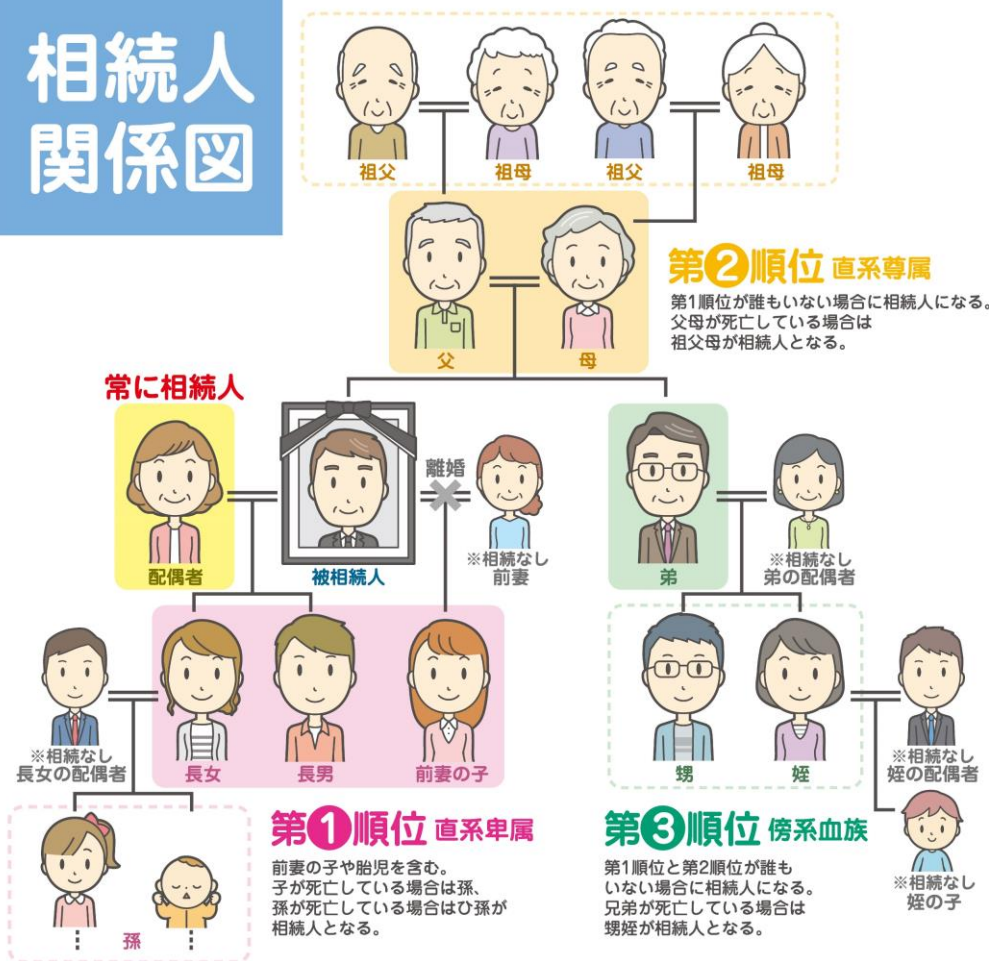 相続人
関係図
祖父
祖母
祖父
祖母
父
母
第2順位 直系尊属
第1順位が誰もいない場合に相続人になる。
父母が死亡している場合は
祖父母が相続人となる。
常に相続人
配偶者
被相続人
離婚
※相続なし
前妻
弟
※相続なし
弟の配偶者
※相続なし
長女の配偶者
長女
長男
前妻の子
甥
姪
※相続なし
姪の配偶者
孫
第1順位 直系卑属
前妻の子や胎児を含む。
子が死亡している場合は孫、
孫が死亡している場合はひ孫が
相続人となる。
第3順位 傍系血族
第1順位と第2順位が誰も
いない場合に相続人になる。
兄弟が死亡している場合は
甥姪が相続人となる。
※相続なし
姪の子